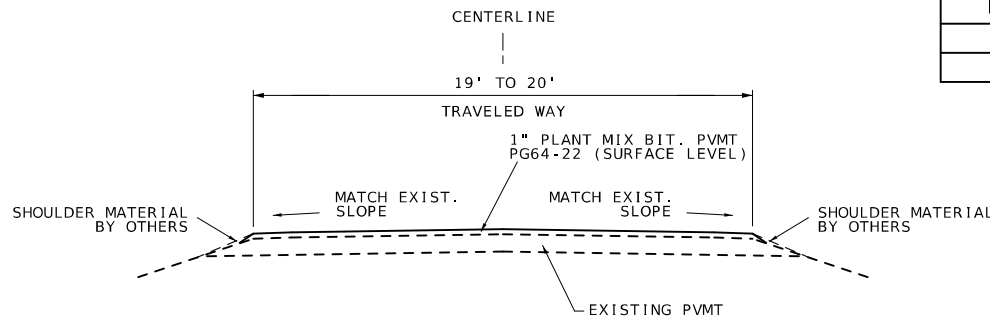 CENTERLINE
19' TO 20'
TRAVELED WAY
1" PLANT MIX BIT. PVMT
PG64-22 (SURFACE LEVEL)
MATCH EXIST.
SLOPE
MATCH EXIST.
SLOPE
SHOULDER MATERIAL
BY OTHERS
SHOULDER MATERIAL
BY OTHERS
EXISTING PVMT